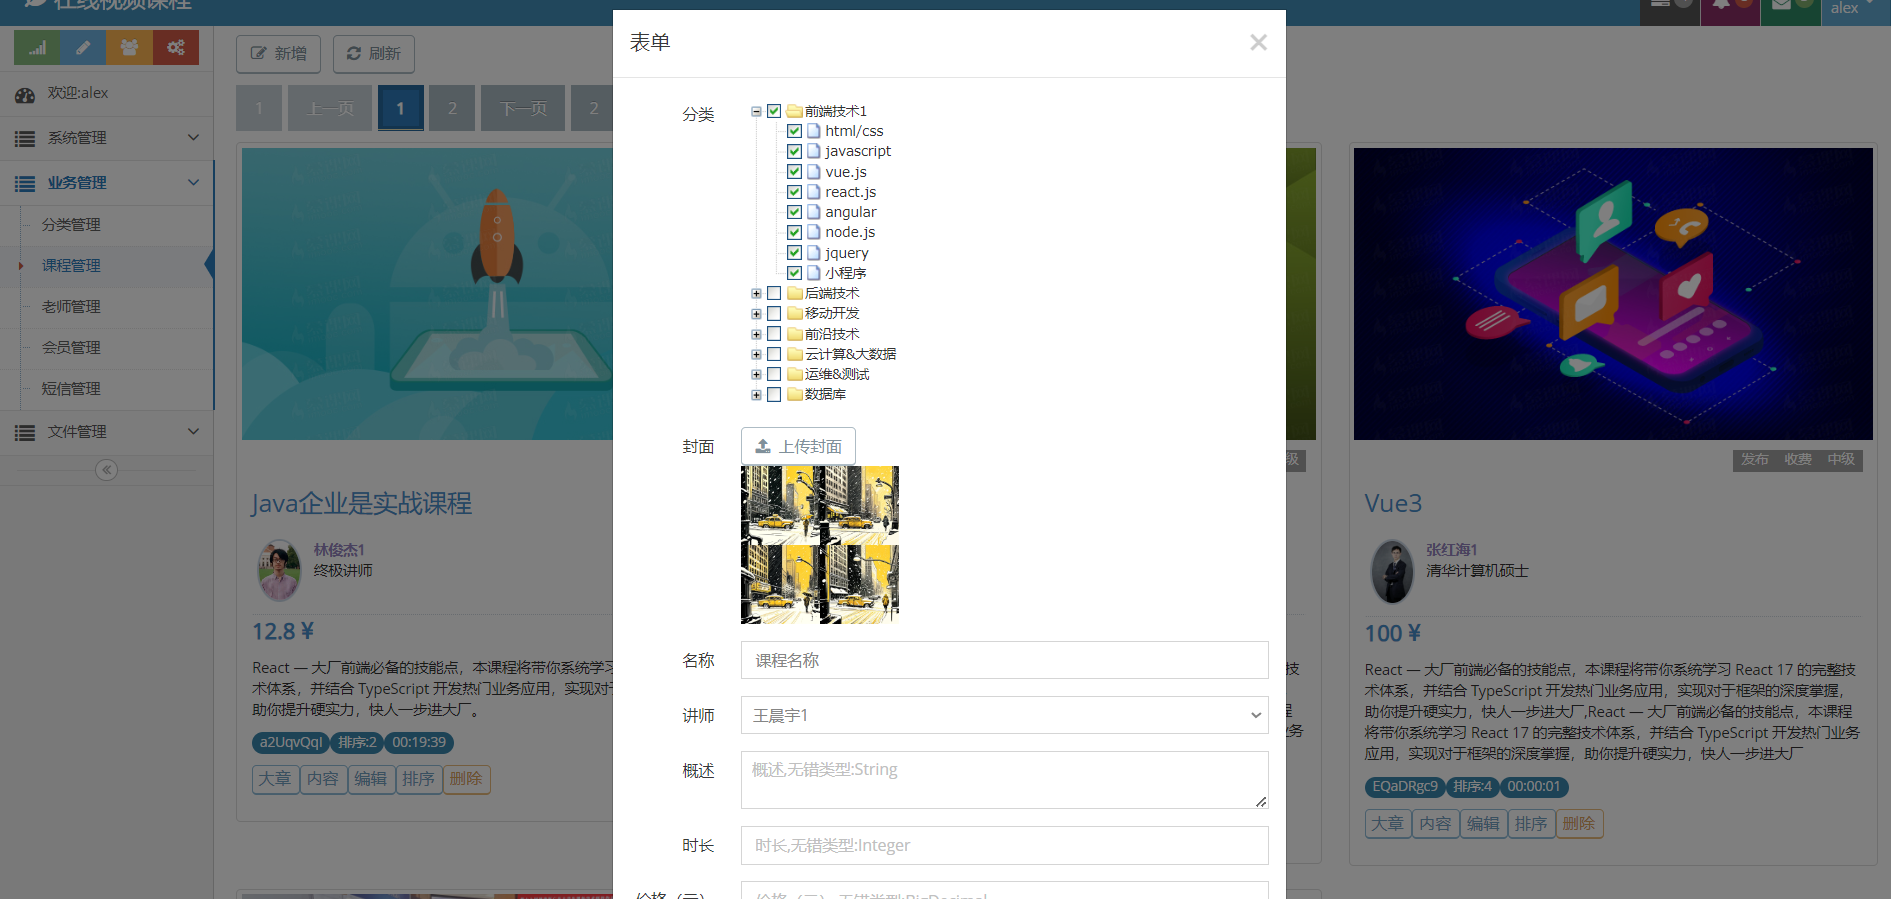 在线视频课程
alex
欢迎:alex
系统管理
业务管理
分类管理
课程管理
老师管理
会员管理
短信管理
文件管理
新增
刷新
1
上一页
1
2
下一页
2
Java企业是实战课程
林俊杰1
终极讲师
12.8 ¥
React — 大厂前端必备的技能点，本课程将带你系统学习
术体系，并结合 TypeScript 开发热门业务应用，实现对于
助你提升硬实力，快人一步进大厂。
a2UqvQql
排序:2
00:19:39
大章
内容
编辑
排序
删除
表单
分类
前端技术1
html/css
javascript
vue.js
react.js
angular
node.js
jquery
小程序
后端技术
移动开发
前沿技术
云计算&大数据
运维&测试
数据库
封面
上传封面
名称
课程名称
讲师
王晨宇1
概述
概述,无错类型:String
时长
时长,无错类型:Integer
价格（元）
价格（元）,无错类型:BigDecimal
级
技
程
业务
发布
收费
中级
Vue3
张红海1
清华计算机硕士
100 ¥
React — 大厂前端必备的技能点，本课程将带你系统学习 React 17 的完整技
术体系，并结合 TypeScript 开发热门业务应用，实现对于框架的深度掌握，
助你提升硬实力，快人一步进大厂,React — 大厂前端必备的技能点，本课程
将带你系统学习 React 17 的完整技术体系，并结合 TypeScript 开发热门业务
应用，实现对于框架的深度掌握，助你提升硬实力，快人一步进大厂
EQaDRgc9
排序:4
00:00:01
大章
内容
编辑
排序
删除